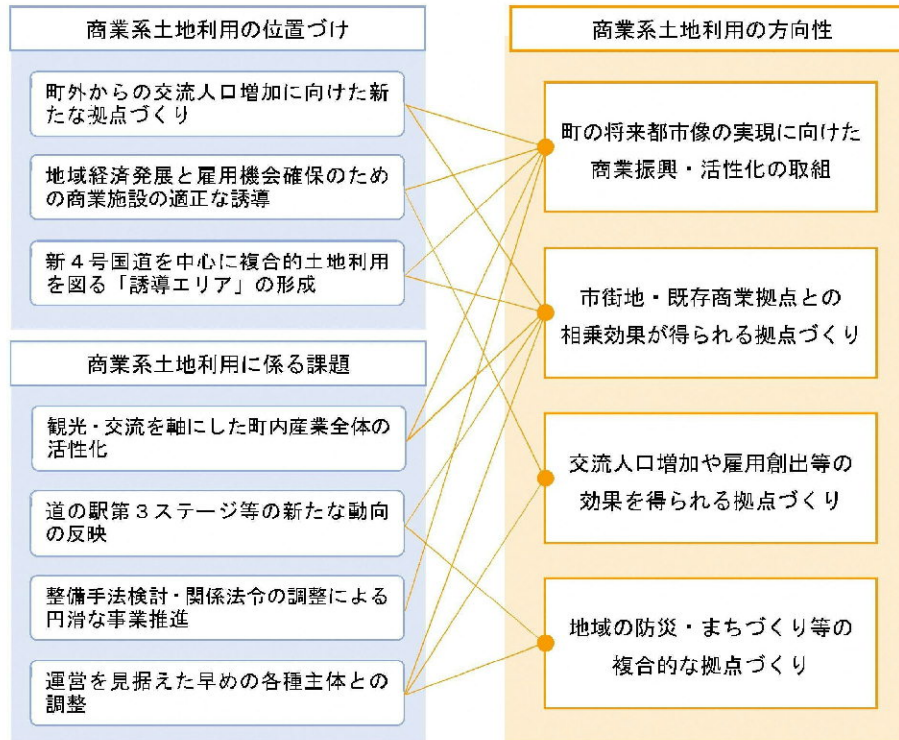 商業系土地利用の位置づけ
町外からの交流人口増加に向けた新
たな拠点づくり
地域経済発展と雇用機会確保のため
の商業施設の適正な誘導
新４号国道を中心に複合的土地利用
を図る「誘導エリア」の形成
商業系土地利用に係る課題
観光・交流を軸にした町内産業全体の
活性化
道の駅第３ステージ等の新たな動向
の反映
整備手法検討・関係法令の調整による
円滑な事業推進
運営を見据えた早めの各種主体との
調整
商業系土地利用の方向性
町の将来都市像の実現に向けた
商業振興・活性化の取組
市街地・既存商業拠点との
相乗効果が得られる拠点づくり
交流人口増加や雇用創出等の
効果を得られる拠点づくり
地域の防災・まちづくり等の
複合的な拠点づくり